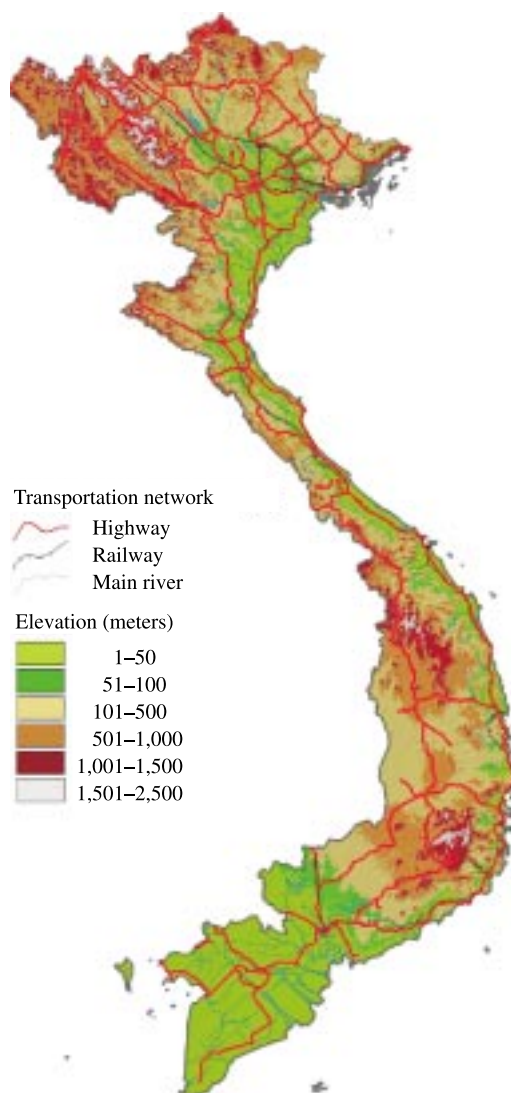 Transportation network
Highway
Railway
Main river
Elevation (meters)
1–50
51–100
101–500
501–1,000
1,001–1,500
1,501–2,500